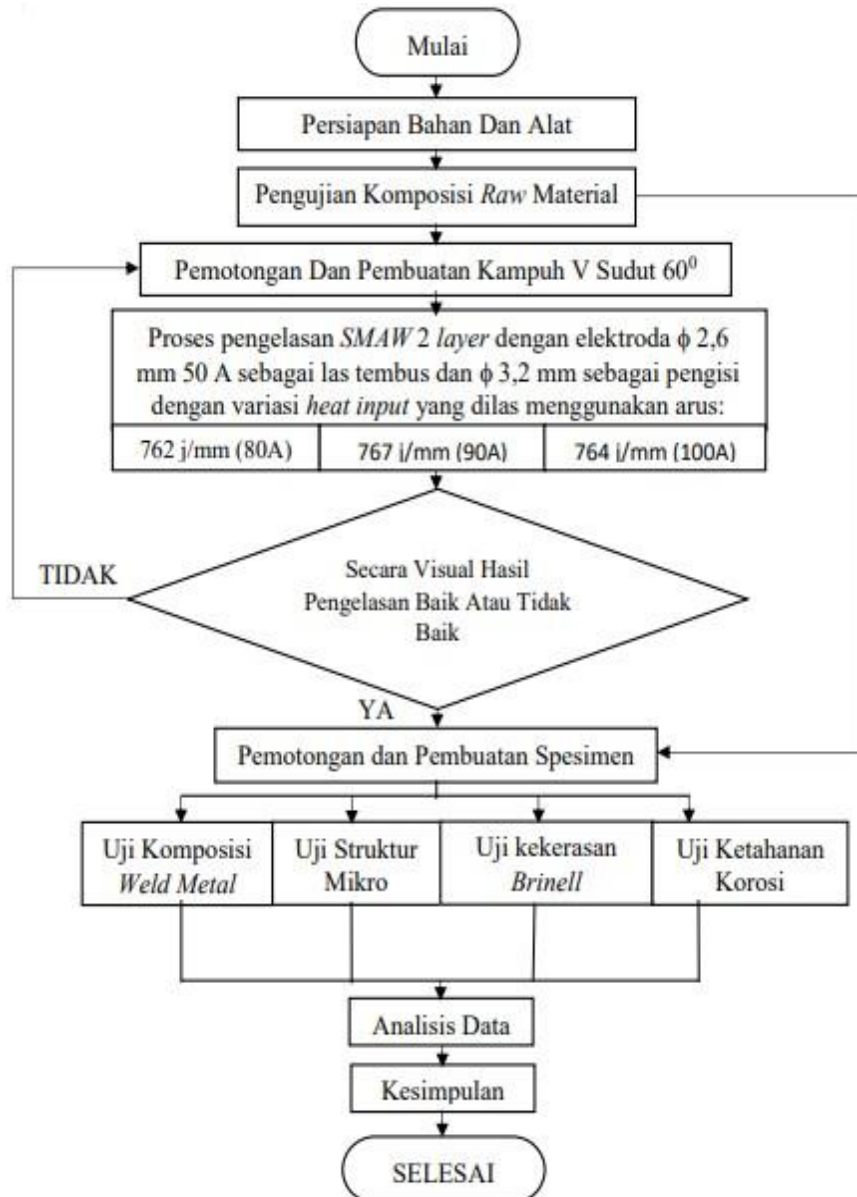 Mulai
Persiapan Bahan Dan Alat
Pengujian Komposisi Raw Material
Pemotongan Dan Pembuatan Kampuh V Sudut 60⁰
Proses pengelasan SMAW 2 layer dengan elektroda ϕ 2,6
mm 50 A sebagai las tembus dan ϕ 3,2 mm sebagai pengisi
dengan variasi heat input yang dilas menggunakan arus:
762 j/mm (80A)
767 j/mm (90A)
764 j/mm (100A)
TIDAK
Secara Visual Hasil
Pengelasan Baik Atau Tidak
Baik
YA
Pemotongan dan Pembuatan Spesimen
Uji Komposisi
Weld Metal
Uji Struktur
Mikro
Uji kekerasan
Brinell
Uji Ketahanan
Korosi
Analisis Data
Kesimpulan
SELESAI